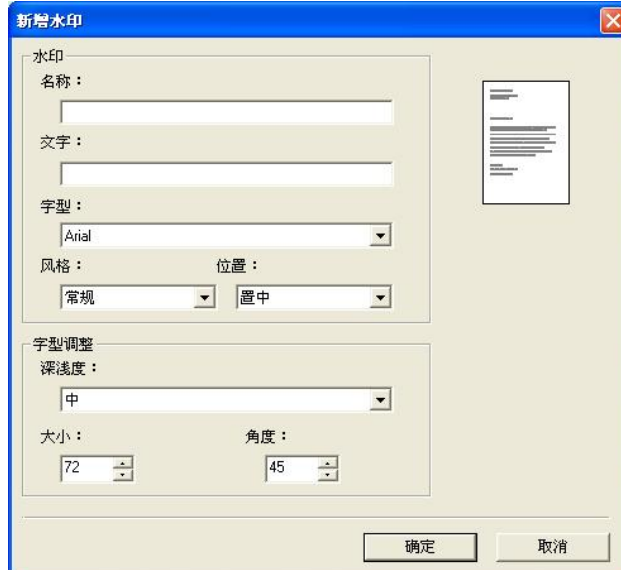 新增水印
水印
名称：
文字：
字型：
Arial
风格： 位置：
常规 置中
字型调整
深浅度：
中
大小： 角度：
72 45
确定 取消